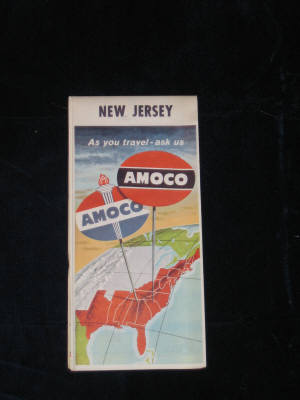 NEW JERSEY
As you travel - ask us
AMOCO
AMOCO